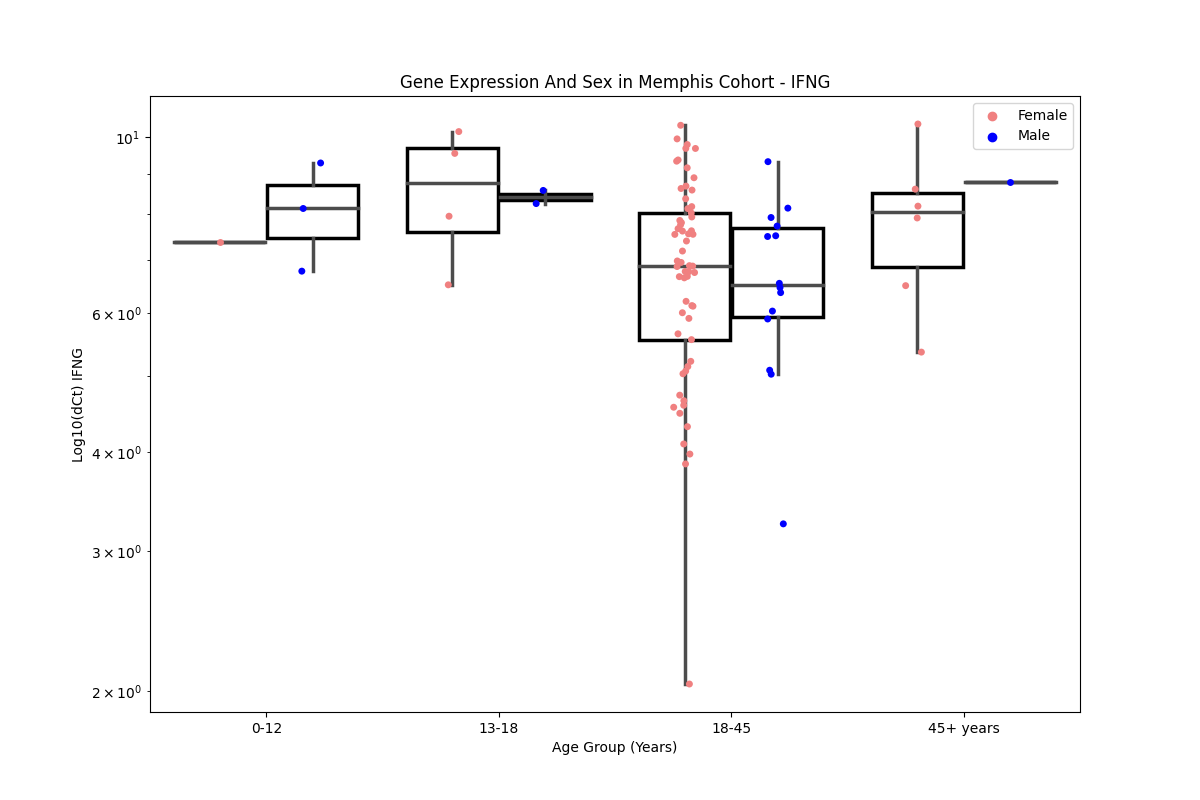 Gene Expression And Sex in Memphis Cohort - IFNG
Female
Male
10¹
6 × 10⁰
4 × 10⁰
3 × 10⁰
2 × 10⁰
Log10(dCt) IFNG
0-12
13-18
18-45
45+ years
Age Group (Years)